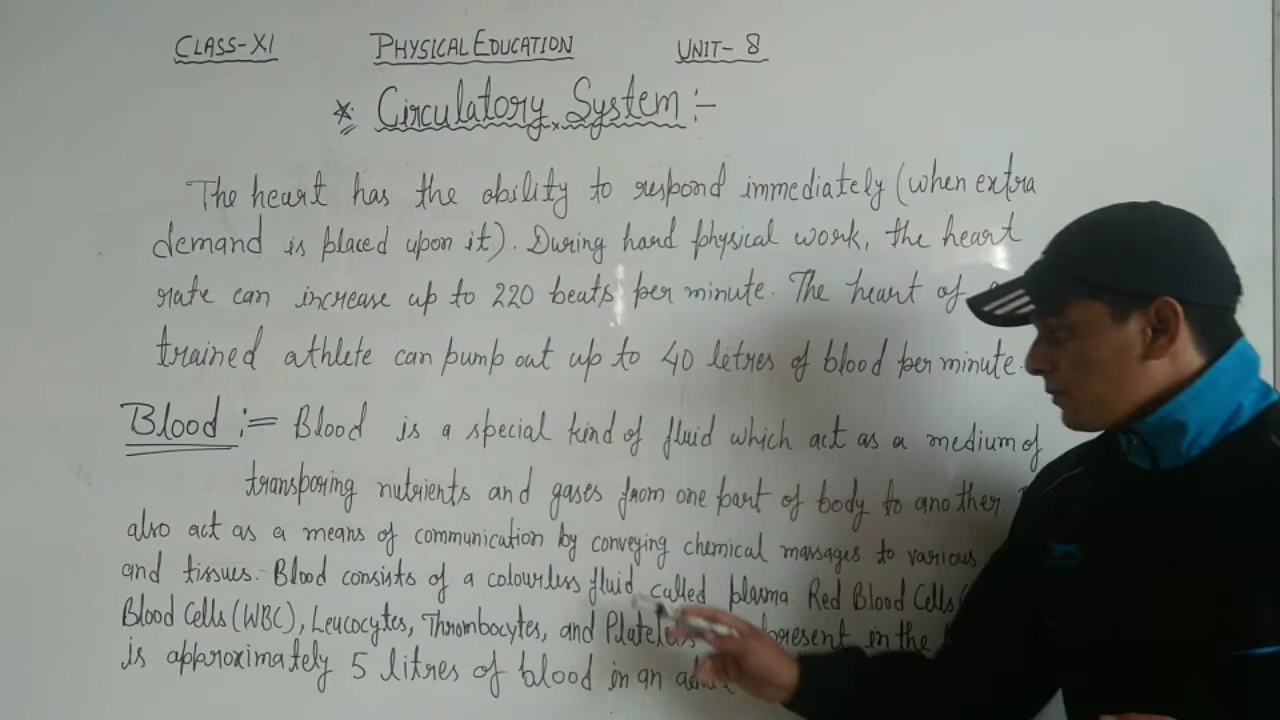 CLASS-XI PHYSICAL EDUCATION UNIT-8
* Circulatory System :-
The heart has the ability to respond immediately (when extra
demand is placed upon it). During hard physical work, the heart
rate can increase up to 220 beats per minute. The heart of
trained athlete can pump out up to 40 litres of blood per minute.
Blood := Blood is a special kind of fluid which act as a medium of
transporing nutrients and gases from one part of body to another.
also act as a means of communication by conveying chemical massages to various
and tissues. Blood consists of a colourless fluid called plasma. Red Blood Cells
Blood Cells (WBC), Leucocytes, Thrombocytes, and Platelets present in the
is approximately 5 litres of blood in an